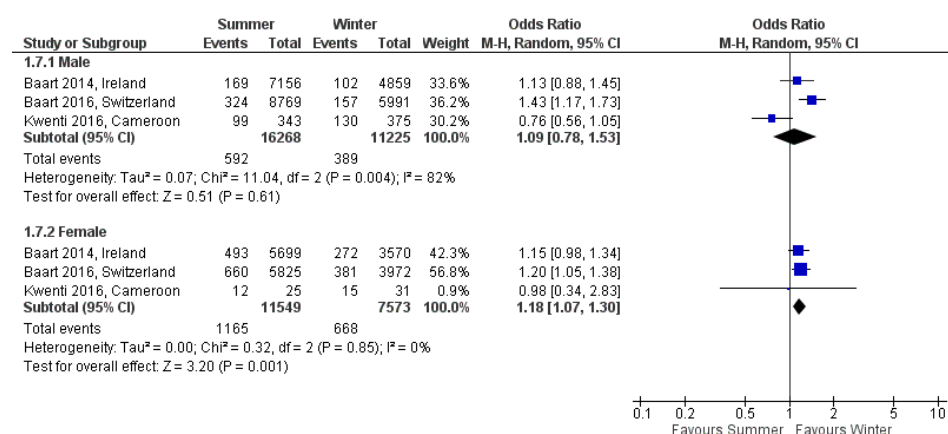 Summer Winter Odds Ratio Odds Ratio
Study or Subgroup Events Total Events Total Weight M-H, Random, 95% CI M-H, Random, 95% CI
1.7.1 Male
Baart 2014, Ireland 169 7156 102 4859 33.6% 1.13 [0.88, 1.45]
Baart 2016, Switzerland 324 8769 157 5991 36.2% 1.43 [1.17, 1.73]
Kwenti 2016, Cameroon 99 343 130 375 30.2% 0.76 [0.56, 1.05]
Subtotal (95% CI) 16268 11225 100.0% 1.09 [0.78, 1.53]
Total events 592 389
Heterogeneity: Tau² = 0.07; Chi² = 11.04, df = 2 (P = 0.004); I² = 82%
Test for overall effect: Z = 0.51 (P = 0.61)
1.7.2 Female
Baart 2014, Ireland 493 5699 272 3570 42.3% 1.15 [0.98, 1.34]
Baart 2016, Switzerland 660 5825 381 3972 56.8% 1.20 [1.05, 1.38]
Kwenti 2016, Cameroon 12 25 15 31 0.9% 0.98 [0.34, 2.83]
Subtotal (95% CI) 11549 7573 100.0% 1.18 [1.07, 1.30]
Total events 1165 668
Heterogeneity: Tau² = 0.00; Chi² = 0.32, df = 2 (P = 0.85); I² = 0%
Test for overall effect: Z = 3.20 (P = 0.001)
0.1 0.2 0.5 1 2 5 10
Favours Summer Favours Winter